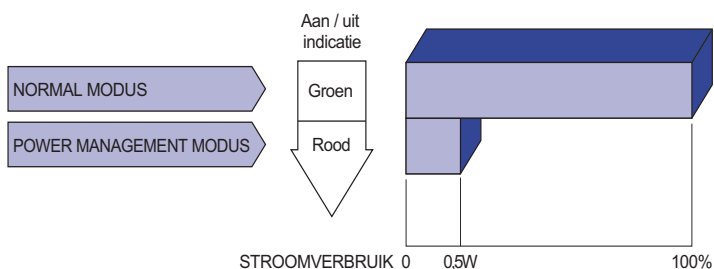 Aan / uit
indicatie
NORMAL MODUS
Groen
POWER MANAGEMENT MODUS
Rood
STROOMVERBRUIK 0 0.5W 100%